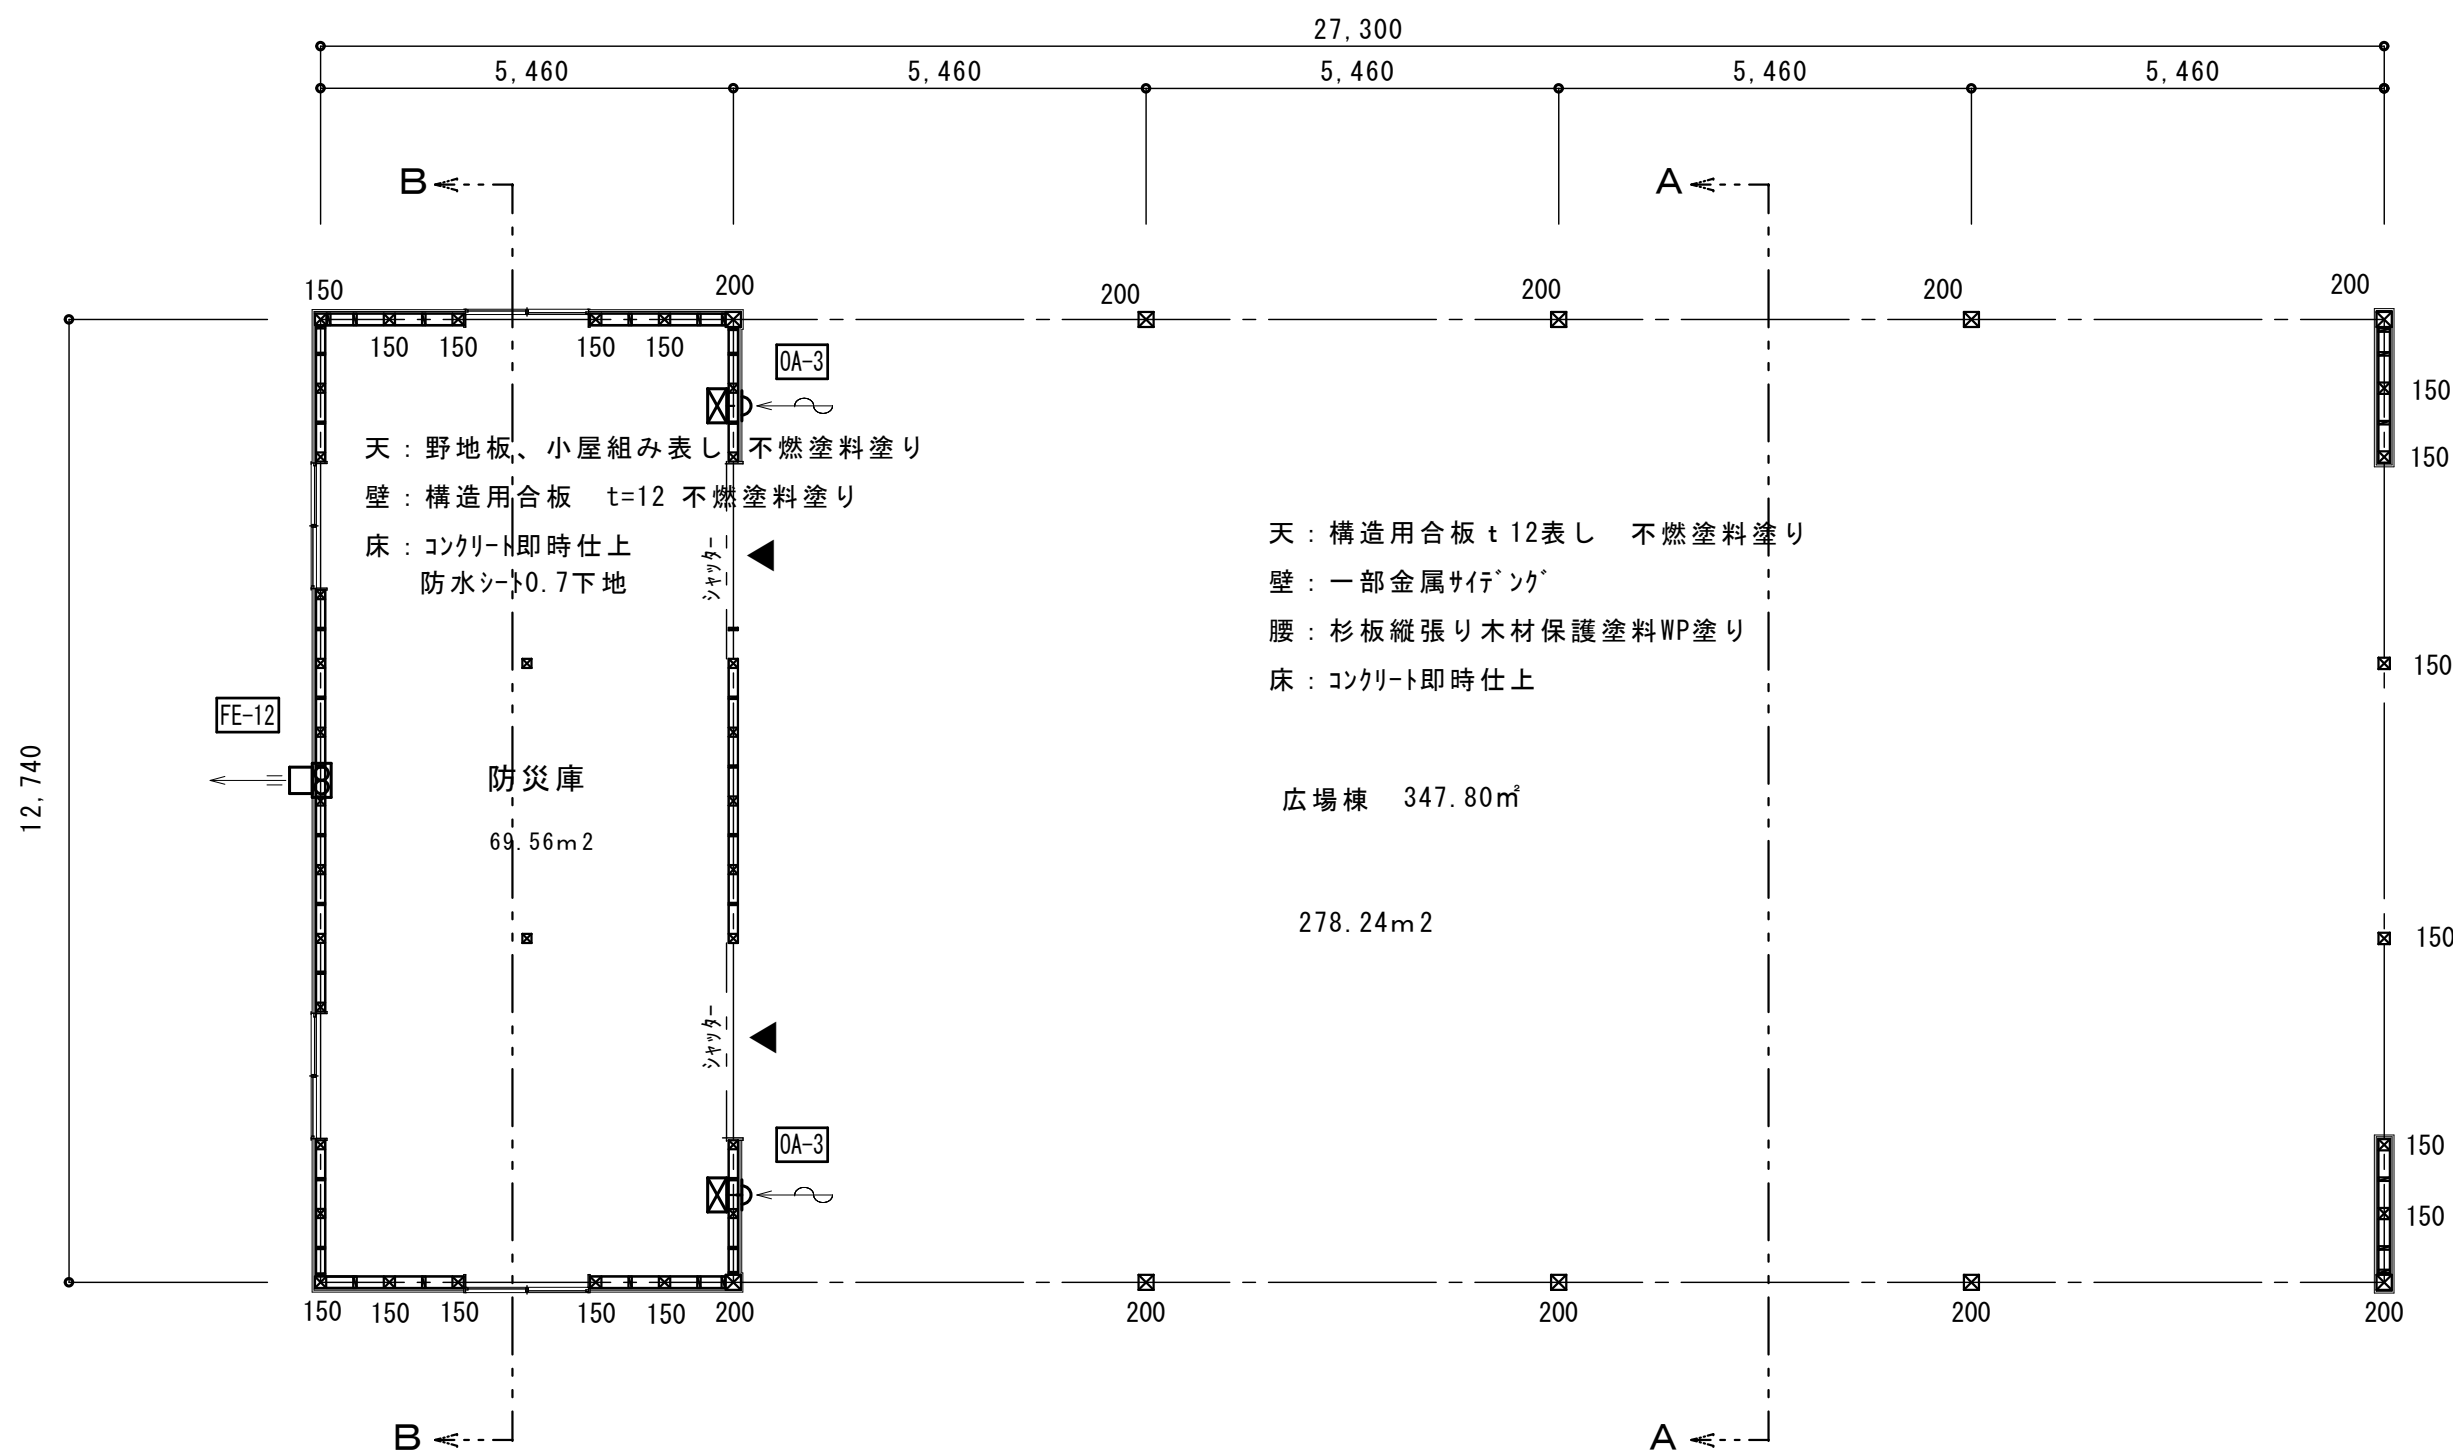 27,300
5,460
5,460
5,460
5,460
5,460
B
A
150
200
200
200
200
200
150
150
150
150
OA-3
150
150
天：野地板、小屋組み表し 不燃塗料塗り
壁：構造用合板 t=12 不燃塗料塗り
床：ｺﾝｸﾘｰﾄ即時仕上
防水ｼｰﾄ0.7下地
シャッター
天：構造用合板ｔ12表し 不燃塗料塗り
壁：一部金属ｻｲﾃﾞﾝｸﾞ
腰：杉板縦張り木材保護塗料WP塗り
床：ｺﾝｸﾘｰﾄ即時仕上
150
FE-12
12,740
防災庫
69.56ｍ2
広場棟 347.80㎡
278.24ｍ2
150
シャッター
OA-3
150
150
150
150
150
150
150
200
200
200
200
200
B
A